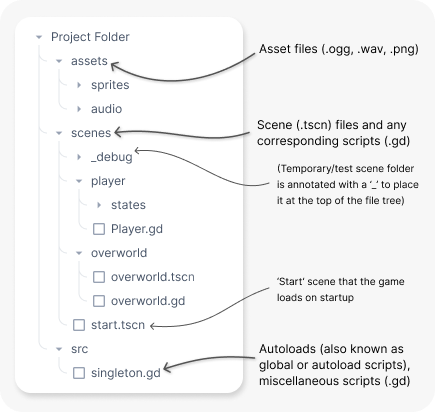 Project Folder
assets
sprites
audio
scenes
_debug
player
states
Player.gd
overworld
overworld.tscn
overworld.gd
start.tscn
src
singleton.gd
Asset files (.ogg, .wav, .png)
Scene (.tscn) files and any
corresponding scripts (.gd)
(Temporary/test scene folder
is annotated with a ‘_’ to place
it at the top of the file tree)
‘Start’ scene that the game
loads on startup
Autoloads (also known as
global or autoload scripts),
miscellaneous scripts (.gd)